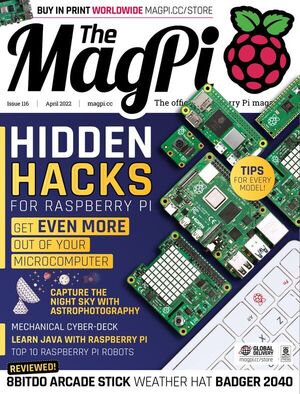 BUY IN PRINT WORLDWIDE MAGPI.CC/STORE
The
MagPi
Issue 116 | April 2022 | magpi.cc
The offi ry Pi magaz
HIDDEN
HACKS
FOR RASPBERRY PI
GET EVEN MORE
OUT OF YOUR
MICROCOMPUTER
TIPS
FOR EVERY
MODEL!
CAPTURE THE
NIGHT SKY WITH
ASTROPHOTOGRAPHY
MECHANICAL CYBER-DECK
LEARN JAVA WITH RASPBERRY PI
TOP 10 RASPBERRY PI ROBOTS
GLOBAL
DELIVERY
magpi.cc/store
REVIEWED!
8BITDO ARCADE STICK WEATHER HAT BADGER 2040